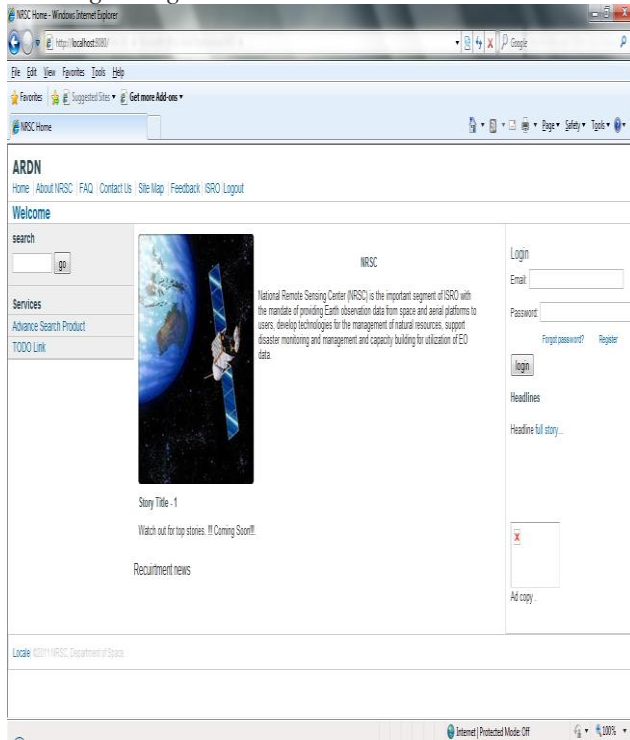 NRSC Home - Windows Internet Explorer
http://localhost:8080/
Google
File Edit View Favorites Tools Help
Favorites Suggested Sites Get more Add-ons
NRSC Home
Page Safety Tools
ARDN
Home About NRSC FAQ Contact Us Site Map Feedback ISRO Logout
Welcome
search
go
Services
Advance Search Product
TODO Link
NRSC
National Remote Sensing Center (NRSC) is the important segment of ISRO with
the mandate of providing Earth observation data from space and aerial platforms to
users, develop technologies for the management of natural resources, support
disaster monitoring and management and capacity building for utilization of EO
data.
Story Title - 1
Watch out for top stories. !!! Coming Soon!!!.
Recuirtment news
Login
Email:
Password:
Forgot password? Register
login
Headlines
Headline full story...
Ad copy .
Locale ©2011 NRSC, Department of Space.
Internet | Protected Mode: Off
100%